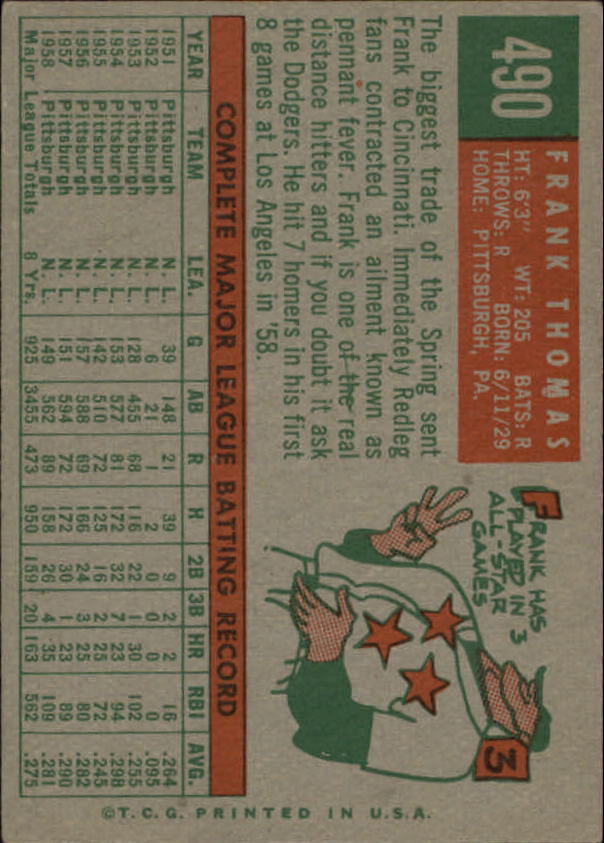 490
FRANK THOMAS
HT: 6'3" WT: 205 BATS: R
THROWS: R BORN: 6/11/29
HOME: PITTSBURGH, PA.
The biggest trade of the Spring sent
Frank to Cincinnati. Immediately Redleg
fans contracted an ailment known as
pennant fever. Frank is one of the real
distance hitters and if you doubt it ask
the Dodgers. He hit 7 homers in his first
8 games at Los Angeles in '58.
FRANK HAS
PLAYED IN 3
ALL-STAR
GAMES
3
COMPLETE MAJOR LEAGUE BATTING RECORD
YEAR TEAM LEA. G AB R H 2B 3B HR RBI AVG.
1951 Pittsburgh N. L. 39 148 21 39 9 2 2 16 .264
1952 Pittsburgh N. L. 6 21 1 2 0 0 0 0 .095
1953 Pittsburgh N. L. 128 455 68 116 22 1 30 102 .255
1954 Pittsburgh N. L. 153 577 81 172 32 7 23 94 .298
1955 Pittsburgh N. L. 142 510 72 125 16 2 25 72 .245
1956 Pittsburgh N. L. 157 588 69 166 24 3 25 80 .282
1957 Pittsburgh N. L. 151 594 72 172 30 1 23 89 .290
1958 Pittsburgh N. L. 149 562 89 158 26 4 35 109 .281
Major League Totals 8 Yrs. 925 3455 473 950 159 20 163 562 .275
©T.C.G. PRINTED IN U.S.A.